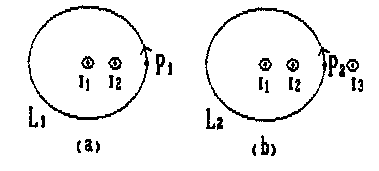 P₁ P₂
I₁ I₂ I₁ I₂ I₃
L₁ L₂
(a) (b)